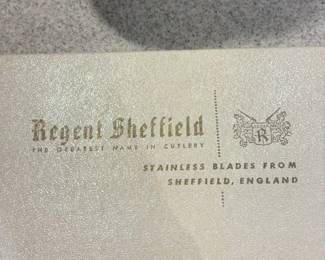 Regent Sheffield
THE GREATEST NAME IN CUTLERY
R
STAINLESS BLADES FROM
SHEFFIELD, ENGLAND